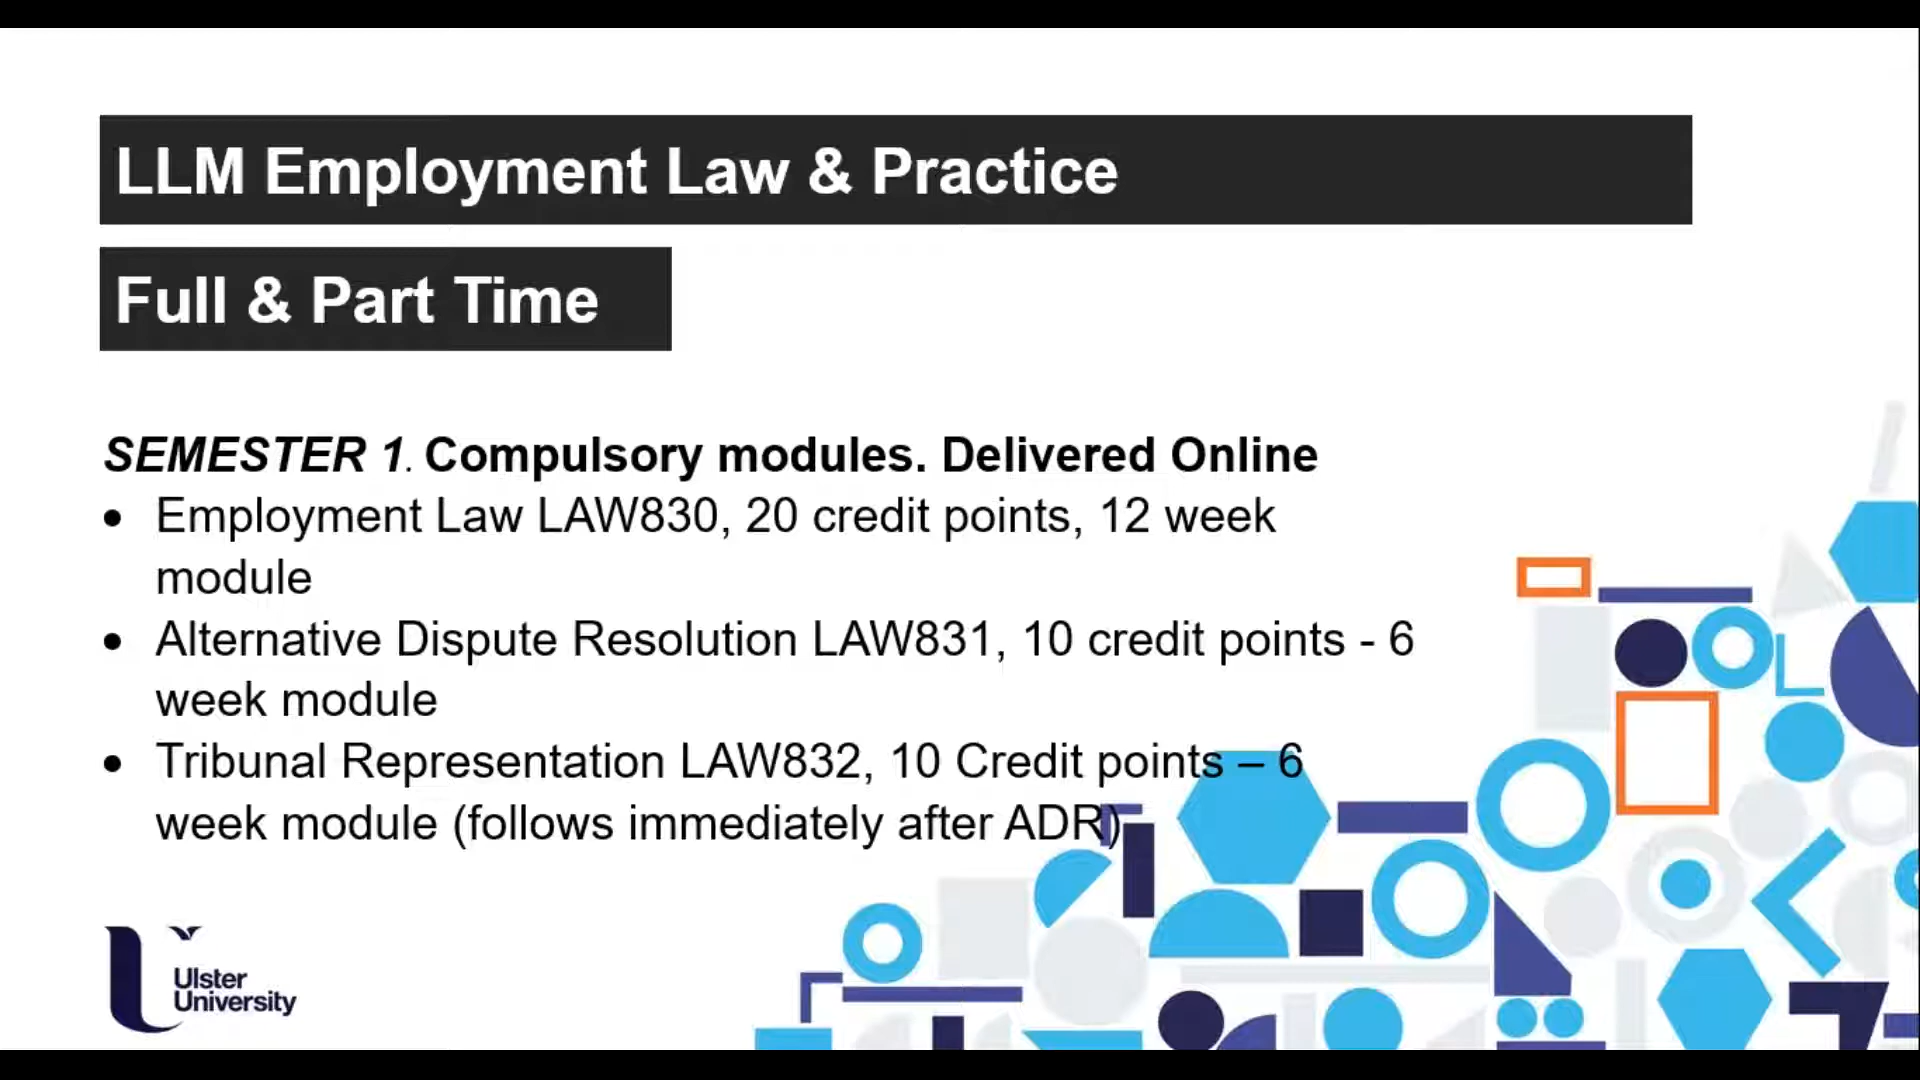 LLM Employment Law & Practice
Full & Part Time
SEMESTER 1. Compulsory modules. Delivered Online
• Employment Law LAW830, 20 credit points, 12 week
module
• Alternative Dispute Resolution LAW831, 10 credit points - 6
week module
• Tribunal Representation LAW832, 10 Credit points – 6
week module (follows immediately after ADR)
Ulster
University